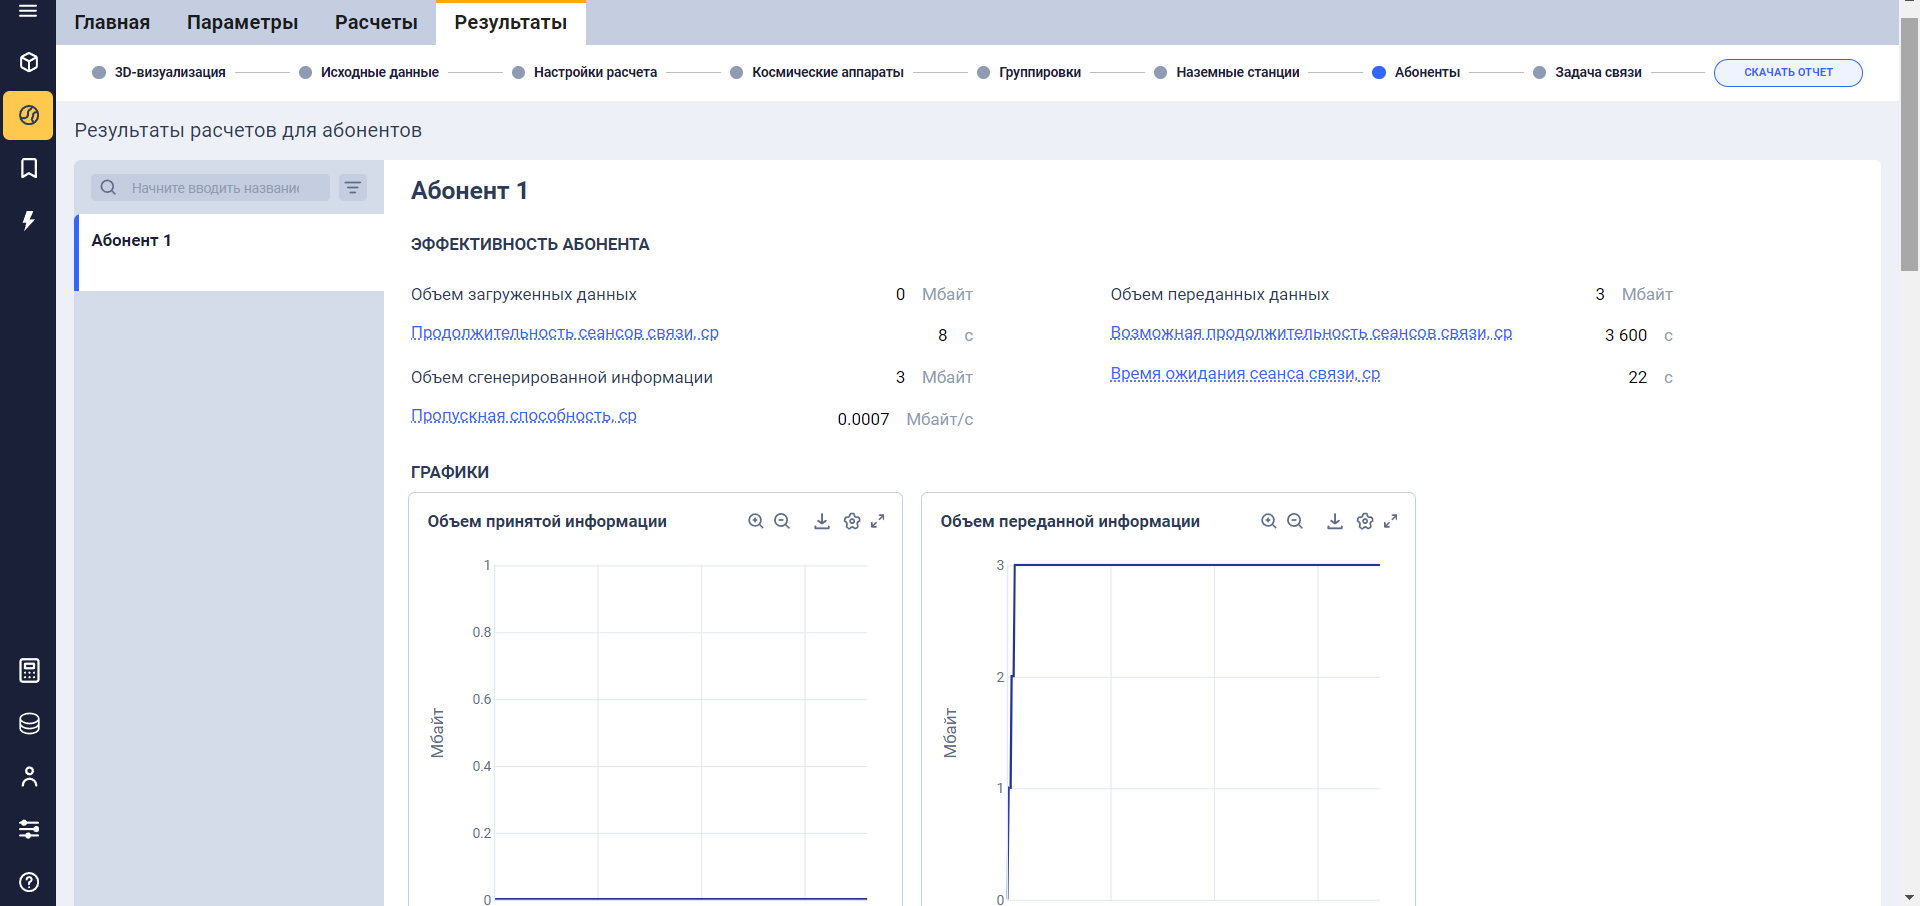 Главная Параметры Расчеты Результаты
3D-визуализация Исходные данные Настройки расчета Космические аппараты Группировки Наземные станции Абоненты Задача связи СКАЧАТЬ ОТЧЕТ
Результаты расчетов для абонентов
Начните вводить названи
Абонент 1
Абонент 1
ЭФФЕКТИВНОСТЬ АБОНЕНТА
Объем загруженных данных 0 Мбайт Объем переданных данных 3 Мбайт
Продолжительность сеансов связи, ср 8 с Возможная продолжительность сеансов связи, ср 3 600 с
Объем сгенерированной информации 3 Мбайт Время ожидания сеанса связи, ср 22 с
Пропускная способность, ср 0.0007 Мбайт/с
ГРАФИКИ
Объем принятой информации
1
0.8
0.6
0.4
0.2
0
Мбайт
Объем переданной информации
3
2
1
0
Мбайт